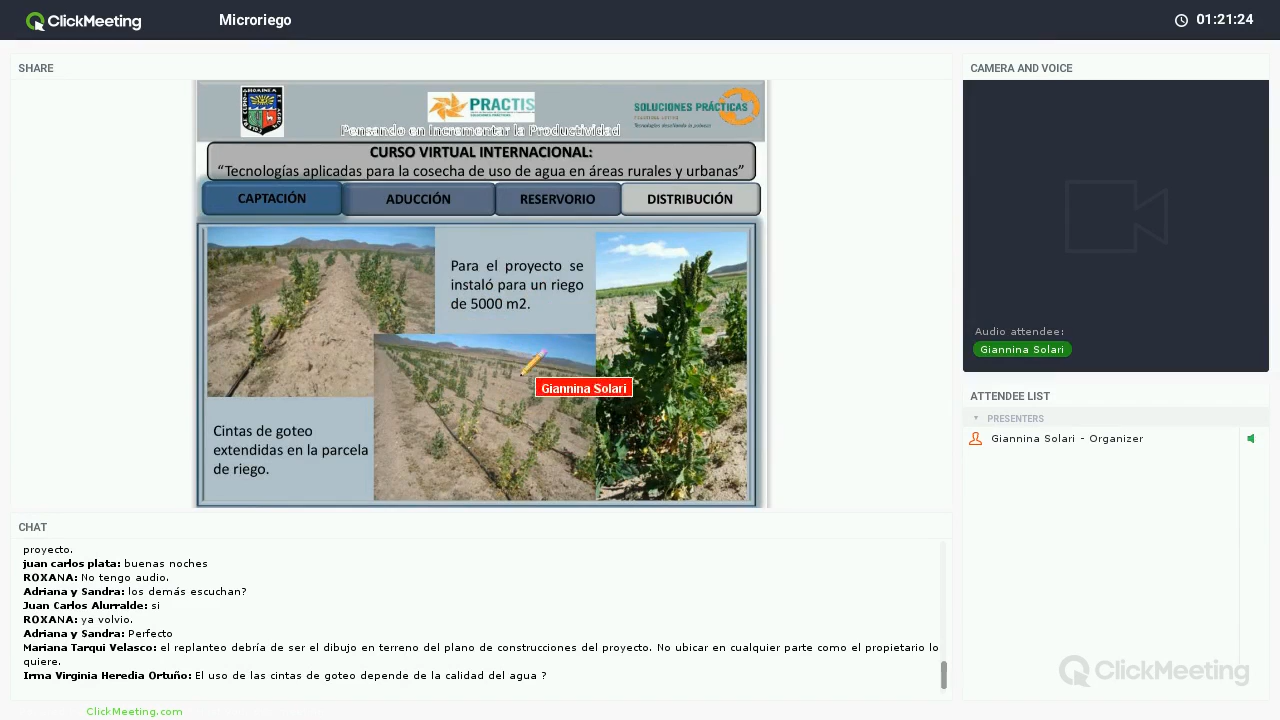 ClickMeeting
Microriego
01:21:24
SHARE
PRACTIS
SOLUCIONES PRÁCTICAS
Pensando en Incrementar la Productividad
CURSO VIRTUAL INTERNACIONAL:
“Tecnologías aplicadas para la cosecha de uso de agua en áreas rurales y urbanas”
CAPTACIÓN
ADUCCIÓN
RESERVORIO
DISTRIBUCIÓN
Para el proyecto se
instaló para un riego
de 5000 m2.
Giannina Solari
Cintas de goteo
extendidas en la parcela
de riego.
CHAT
proyecto.
juan carlos plata: buenas noches
ROXANA: No tengo audio.
Adriana y Sandra: los demás escuchan?
Juan Carlos Alurralde: si
ROXANA: ya volvio.
Adriana y Sandra: Perfecto
Mariana Tarqui Velasco: el replanteo debría de ser el dibujo en terreno del plano de construcciones del proyecto. No ubicar en cualquier parte como el propietario lo
quiere.
Irma Virginia Heredia Ortuño: El uso de las cintas de goteo depende de la calidad del agua ?
ClickMeeting.com
CAMERA AND VOICE
Audio attendee:
Giannina Solari
ATTENDEE LIST
PRESENTERS
Giannina Solari - Organizer
ClickMeeting